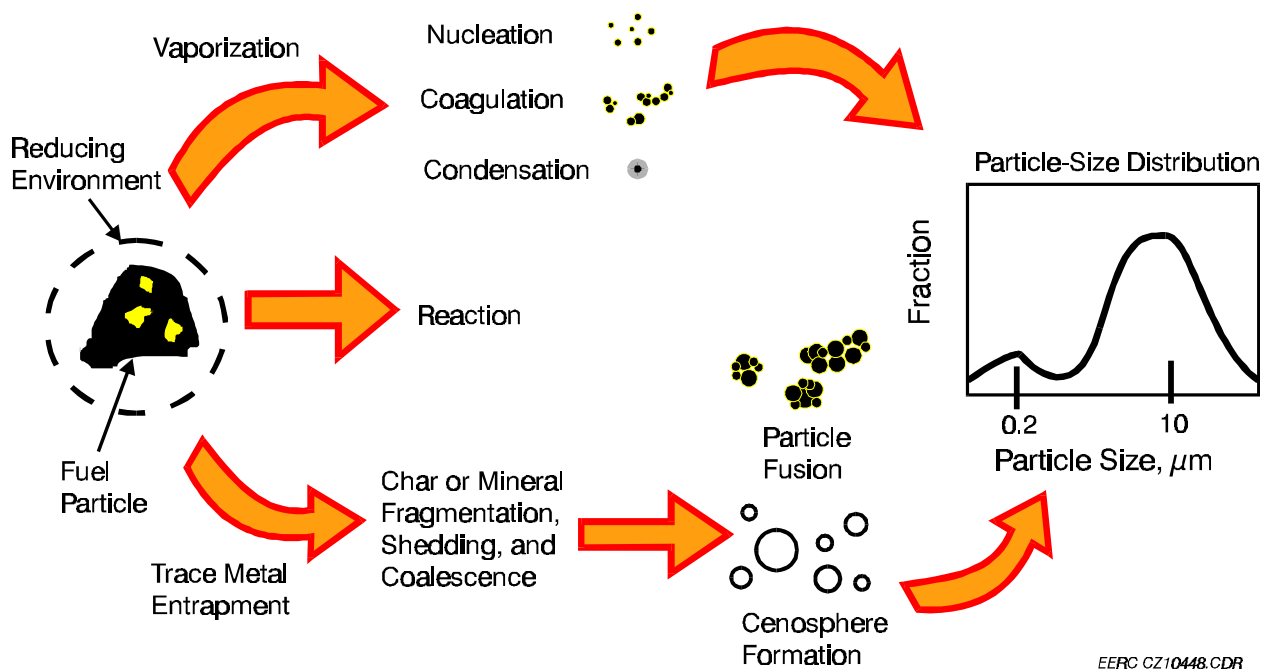 Vaporization
Nucleation
Coagulation
Condensation
Reducing
Environment
Fuel
Particle
Reaction
Trace Metal
Entrapment
Char or Mineral
Fragmentation,
Shedding, and
Coalescence
Particle
Fusion
Cenosphere
Formation
Particle-Size Distribution
Fraction
0.2
10
Particle Size, μm
EERC CZ10448.CDR